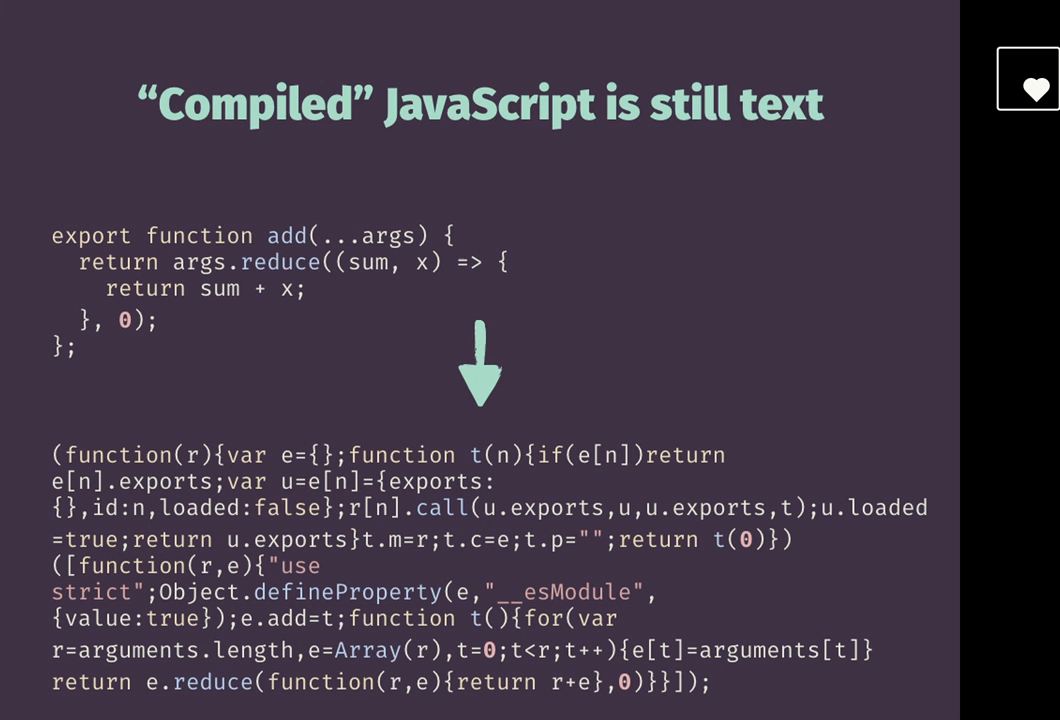 “Compiled” JavaScript is still text
export function add(...args) {
  return args.reduce((sum, x) => {
    return sum + x;
  }, 0);
};
(function(r){var e={};function t(n){if(e[n])return
e[n].exports;var u=e[n]={exports:
{},id:n,loaded:false};r[n].call(u.exports,u,u.exports,t);u.loaded
=true;return u.exports}t.m=r;t.c=e;t.p="";return t(0)})
([function(r,e){"use
strict";Object.defineProperty(e,"__esModule",
{value:true});e.add=t;function t(){for(var
r=arguments.length,e=Array(r),t=0;t<r;t++){e[t]=arguments[t]}
return e.reduce(function(r,e){return r+e},0)}}]);